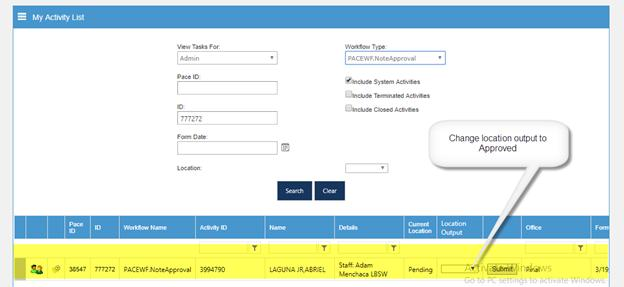 My Activity List
View Tasks For:
Workflow Type:
Admin
PACEWF.NoteApproval
Pace ID:
Include System Activities
Include Terminated Activities
ID:
Include Closed Activities
777272
Form Date:
Change location output to
Approved
Location:
Search
Clear
Pace ID
ID
Workflow Name
Activity ID
Name
Details
Current Location
Location Output
Office
Form
38547
777272
PACEWF.NoteApproval
3994790
LAGUNA JR,ABRIEL
Staff: Adam
Menchaca LBSW
Pending
Submit
Activate Windows
Go to PC settings to activate Windows.
3/19